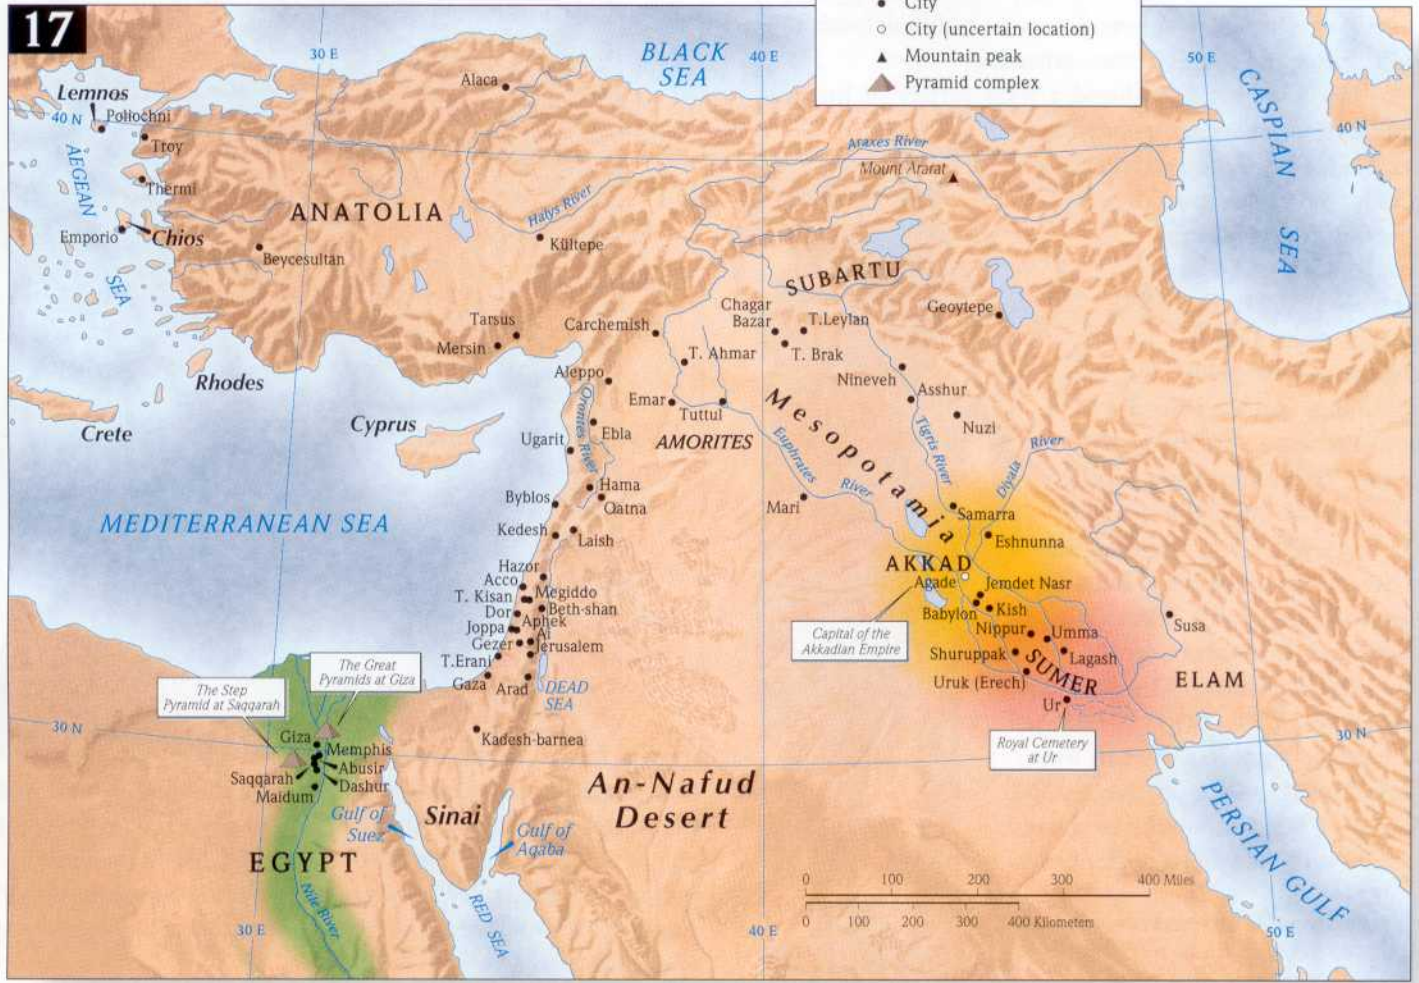 17
City
City (uncertain location)
Mountain peak
Pyramid complex
30 E
BLACK
SEA
40 E
50 E
CASPIAN
SEA
Lemnos
40 N
Poliochni
Troy
Thermi
AEGEAN
SEA
Emporio
Chios
Alaca
ANATOLIA
Halys River
Kültepe
Beycesultan
Araxes River
Mount Ararat
40 N
SUBARTU
Geoytepe
Chagar
Bazar
T.Leylan
T. Brak
Tarsus
Mersin
Carchemish
T. Ahmar
Nineveh
Asshur
Nuzi
Rhodes
Crete
Cyprus
Aleppo
Emar
Tuttul
AMORITES
Mesopotamia
Tigris River
Euphrates
River
Diyala
River
Orontes River
Ebla
Ugarit
Hama
Qatna
Byblos
Mari
Samarra
Eshnunna
MEDITERRANEAN SEA
Kedesh
Laish
Hazor
Acco
T. Kisan
Megiddo
Dor
Beth-shan
Aphek
Joppa
Ai
Gezer
Jerusalem
T.Erani
Gaza
Arad
DEAD
SEA
AKKAD
Agade
Jemdet Nasr
Babylon
Kish
Nippur
Umma
Shuruppak
Lagash
SUMER
Uruk (Erech)
Ur
Susa
ELAM
Capital of the
Akkadian Empire
Royal Cemetery
at Ur
The Great
Pyramids at Giza
The Step
Pyramid at Saqqarah
30 N
Giza
Memphis
Abusir
Saqqarah
Dashur
Maidum
Kadesh-barnea
30 N
An-Nafud
Desert
Sinai
Gulf of
Suez
Gulf of
Aqaba
EGYPT
Nile River
RED SEA
PERSIAN GULF
0 100 200 300 400 Miles
0 100 200 300 400 Kilometers
30 E
40 E
50 E